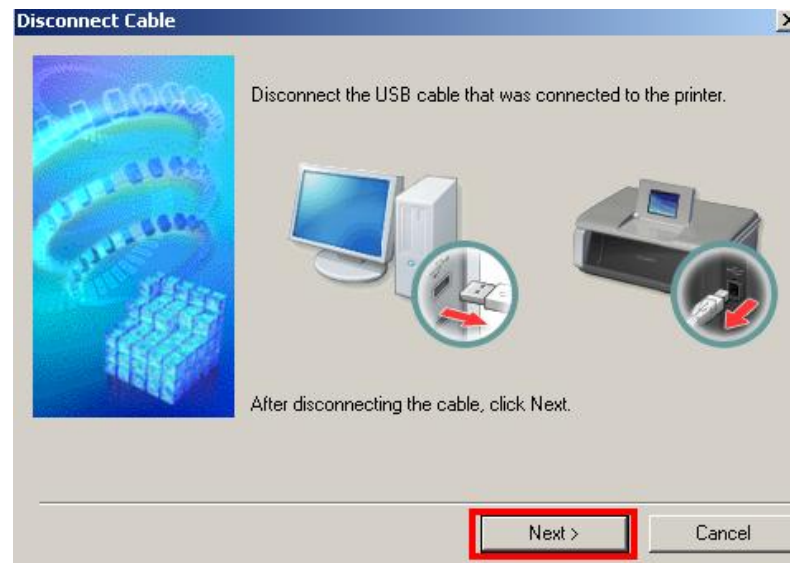 Disconnect Cable
Disconnect the USB cable that was connected to the printer.
After disconnecting the cable, click Next.
Next >
Cancel